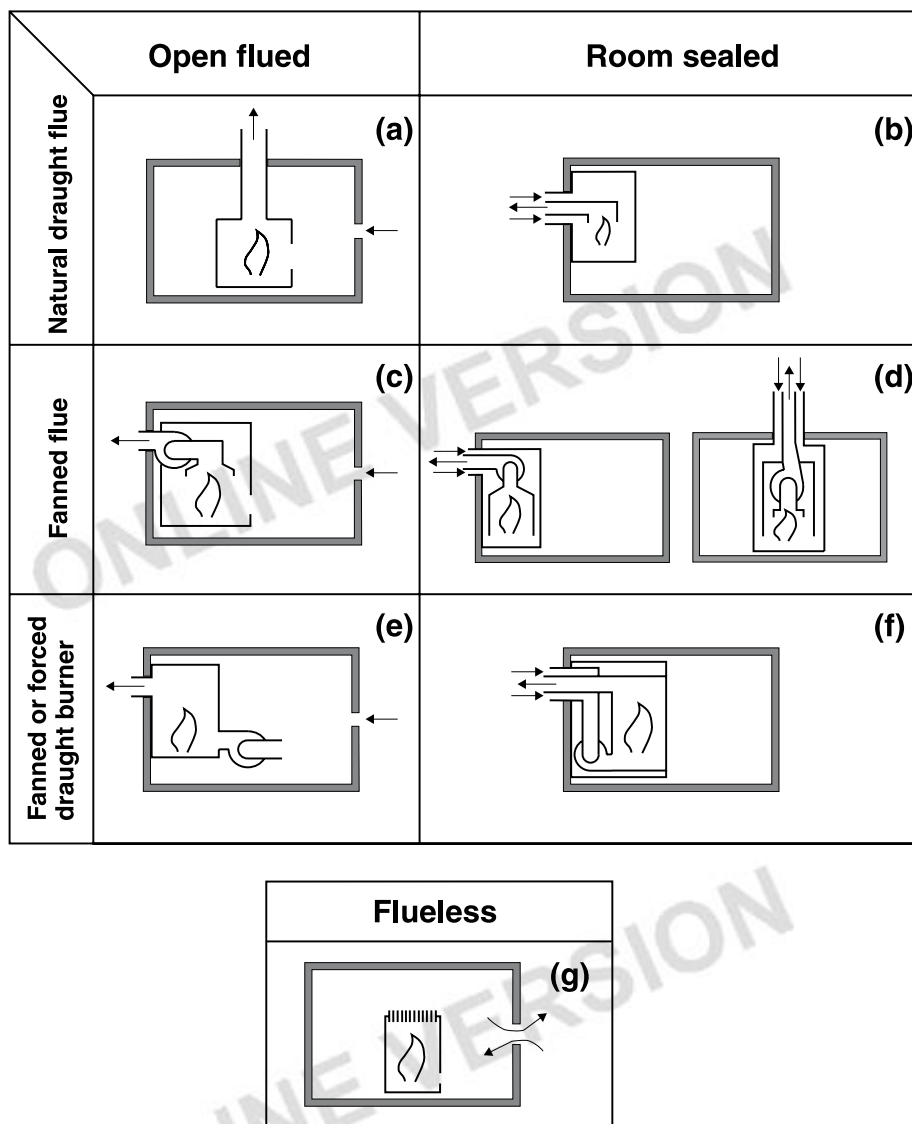 Open flued
Room sealed
Natural draught flue
(a)
(b)
Fanned flue
(c)
(d)
Fanned or forced
draught burner
(e)
(f)
ONLINE VERSION
Flueless
(g)
ONLINE VERSION